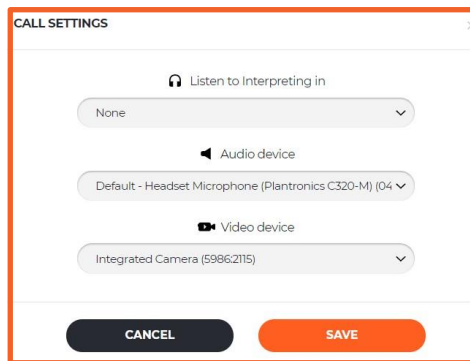 CALL SETTINGS
Listen to Interpreting in
None
Audio device
Default - Headset Microphone (Plantronics C320-M) (04
Video device
Integrated Camera (5986:2115)
CANCEL SAVE